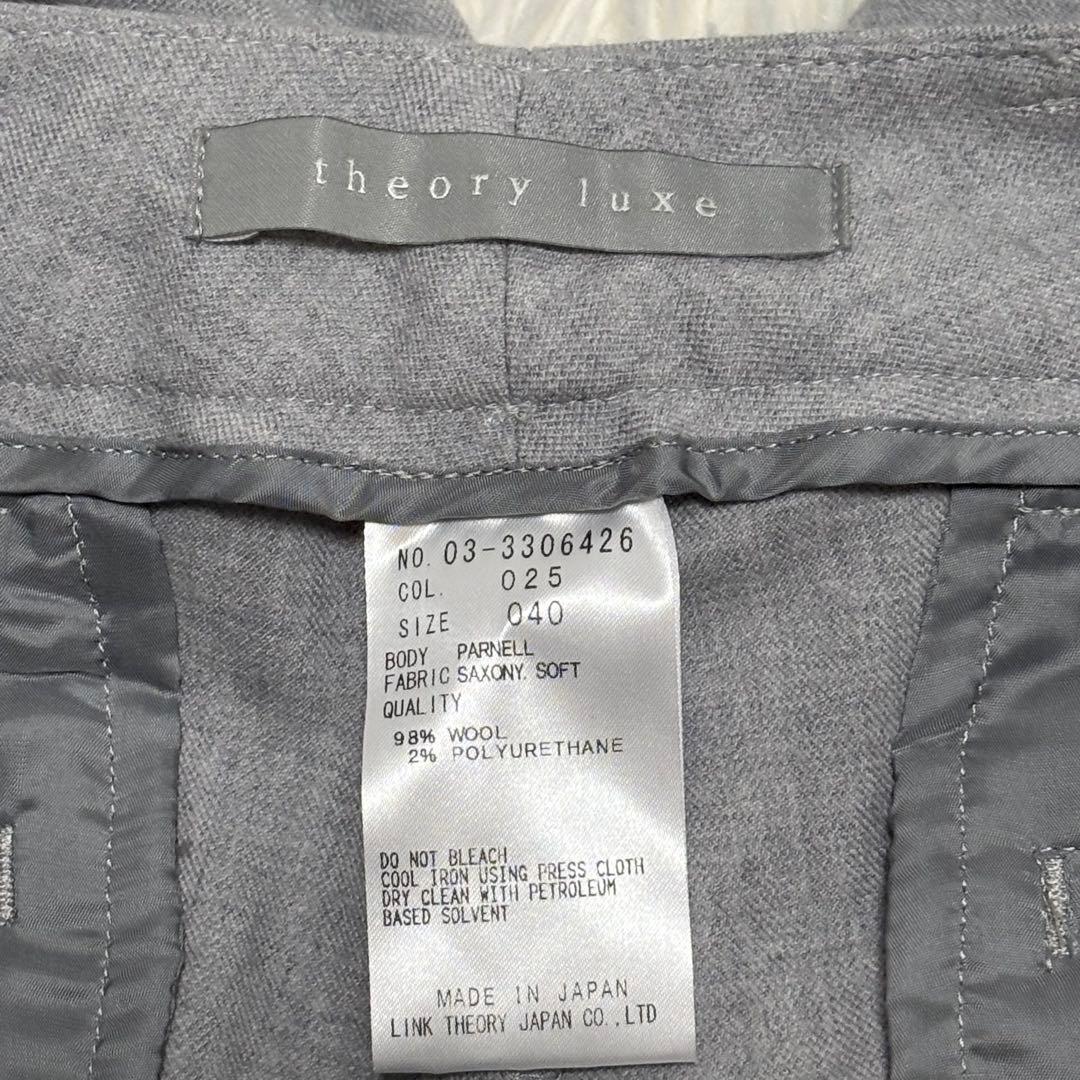 theory luxe
NO. 03-3306426
COL. 025
SIZE 040
BODY PARNELL
FABRIC SAXONY. SOFT
QUALITY
98% WOOL
2% POLYURETHANE
DO NOT BLEACH
COOL IRON USING PRESS CLOTH
DRY CLEAN WITH PETROLEUM
BASED SOLVENT
MADE IN JAPAN
LINK THEORY JAPAN CO.,LTD